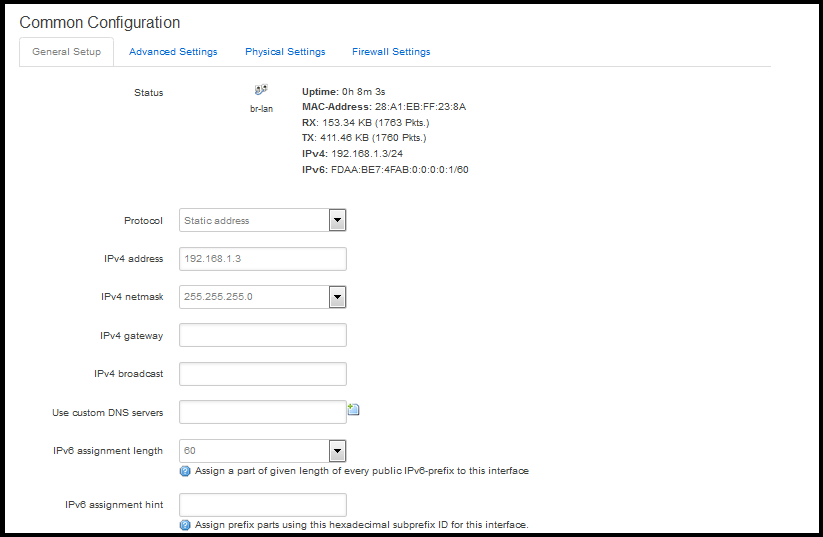 Common Configuration
General Setup Advanced Settings Physical Settings Firewall Settings
Status
br-lan
Uptime: 0h 8m 3s
MAC-Address: 28:A1:EB:FF:23:8A
RX: 153.34 KB (1763 Pkts.)
TX: 411.46 KB (1760 Pkts.)
IPv4: 192.168.1.3/24
IPv6: FDAA:BE7:4FAB:0:0:0:0:1/60
Protocol Static address
IPv4 address 192.168.1.3
IPv4 netmask 255.255.255.0
IPv4 gateway
IPv4 broadcast
Use custom DNS servers
IPv6 assignment length 60
Assign a part of given length of every public IPv6-prefix to this interface
IPv6 assignment hint
Assign prefix parts using this hexadecimal subprefix ID for this interface.